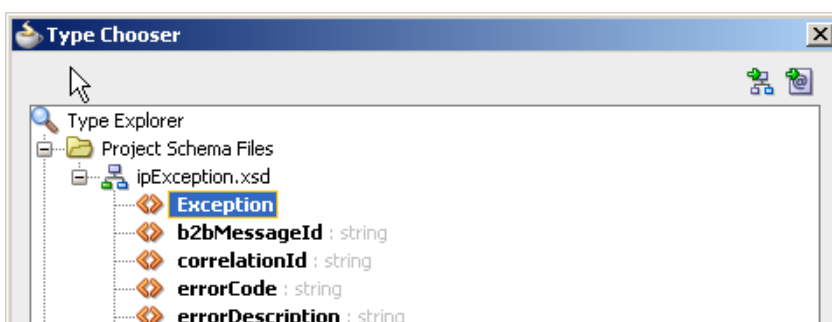 Type Chooser
Type Explorer
Project Schema Files
ipException.xsd
Exception
b2bMessageId : string
correlationId : string
errorCode : string
errorDescription : string